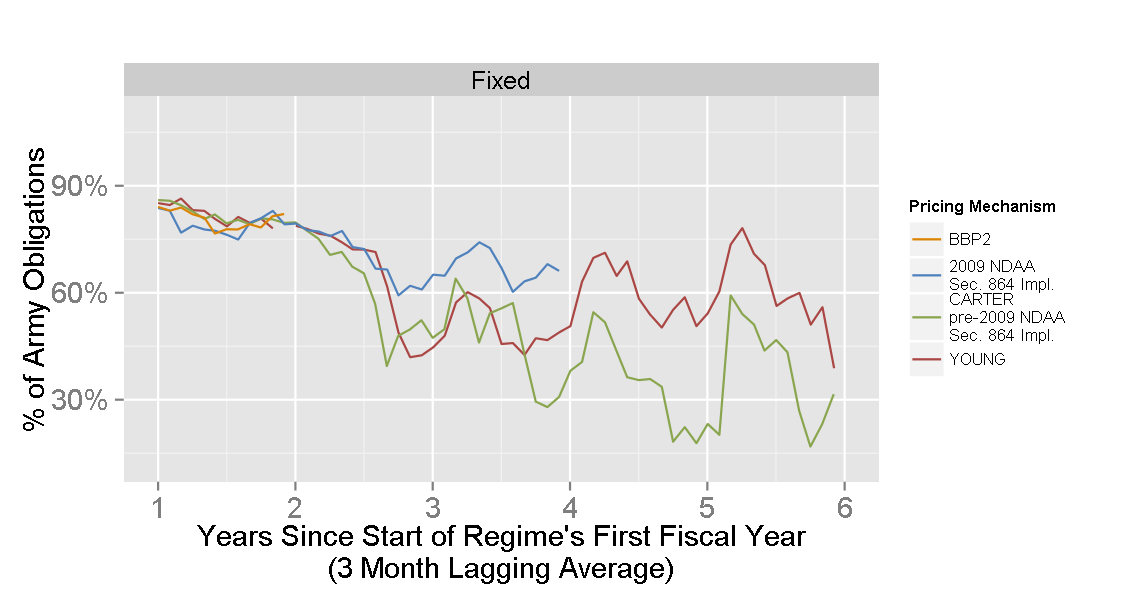 Fixed
% of Army Obligations
90%
60%
30%
1 2 3 4 5 6
Years Since Start of Regime's First Fiscal Year
(3 Month Lagging Average)
Pricing Mechanism
BBP2
2009 NDAA
Sec. 864 Impl.
CARTER
pre-2009 NDAA
Sec. 864 Impl.
YOUNG